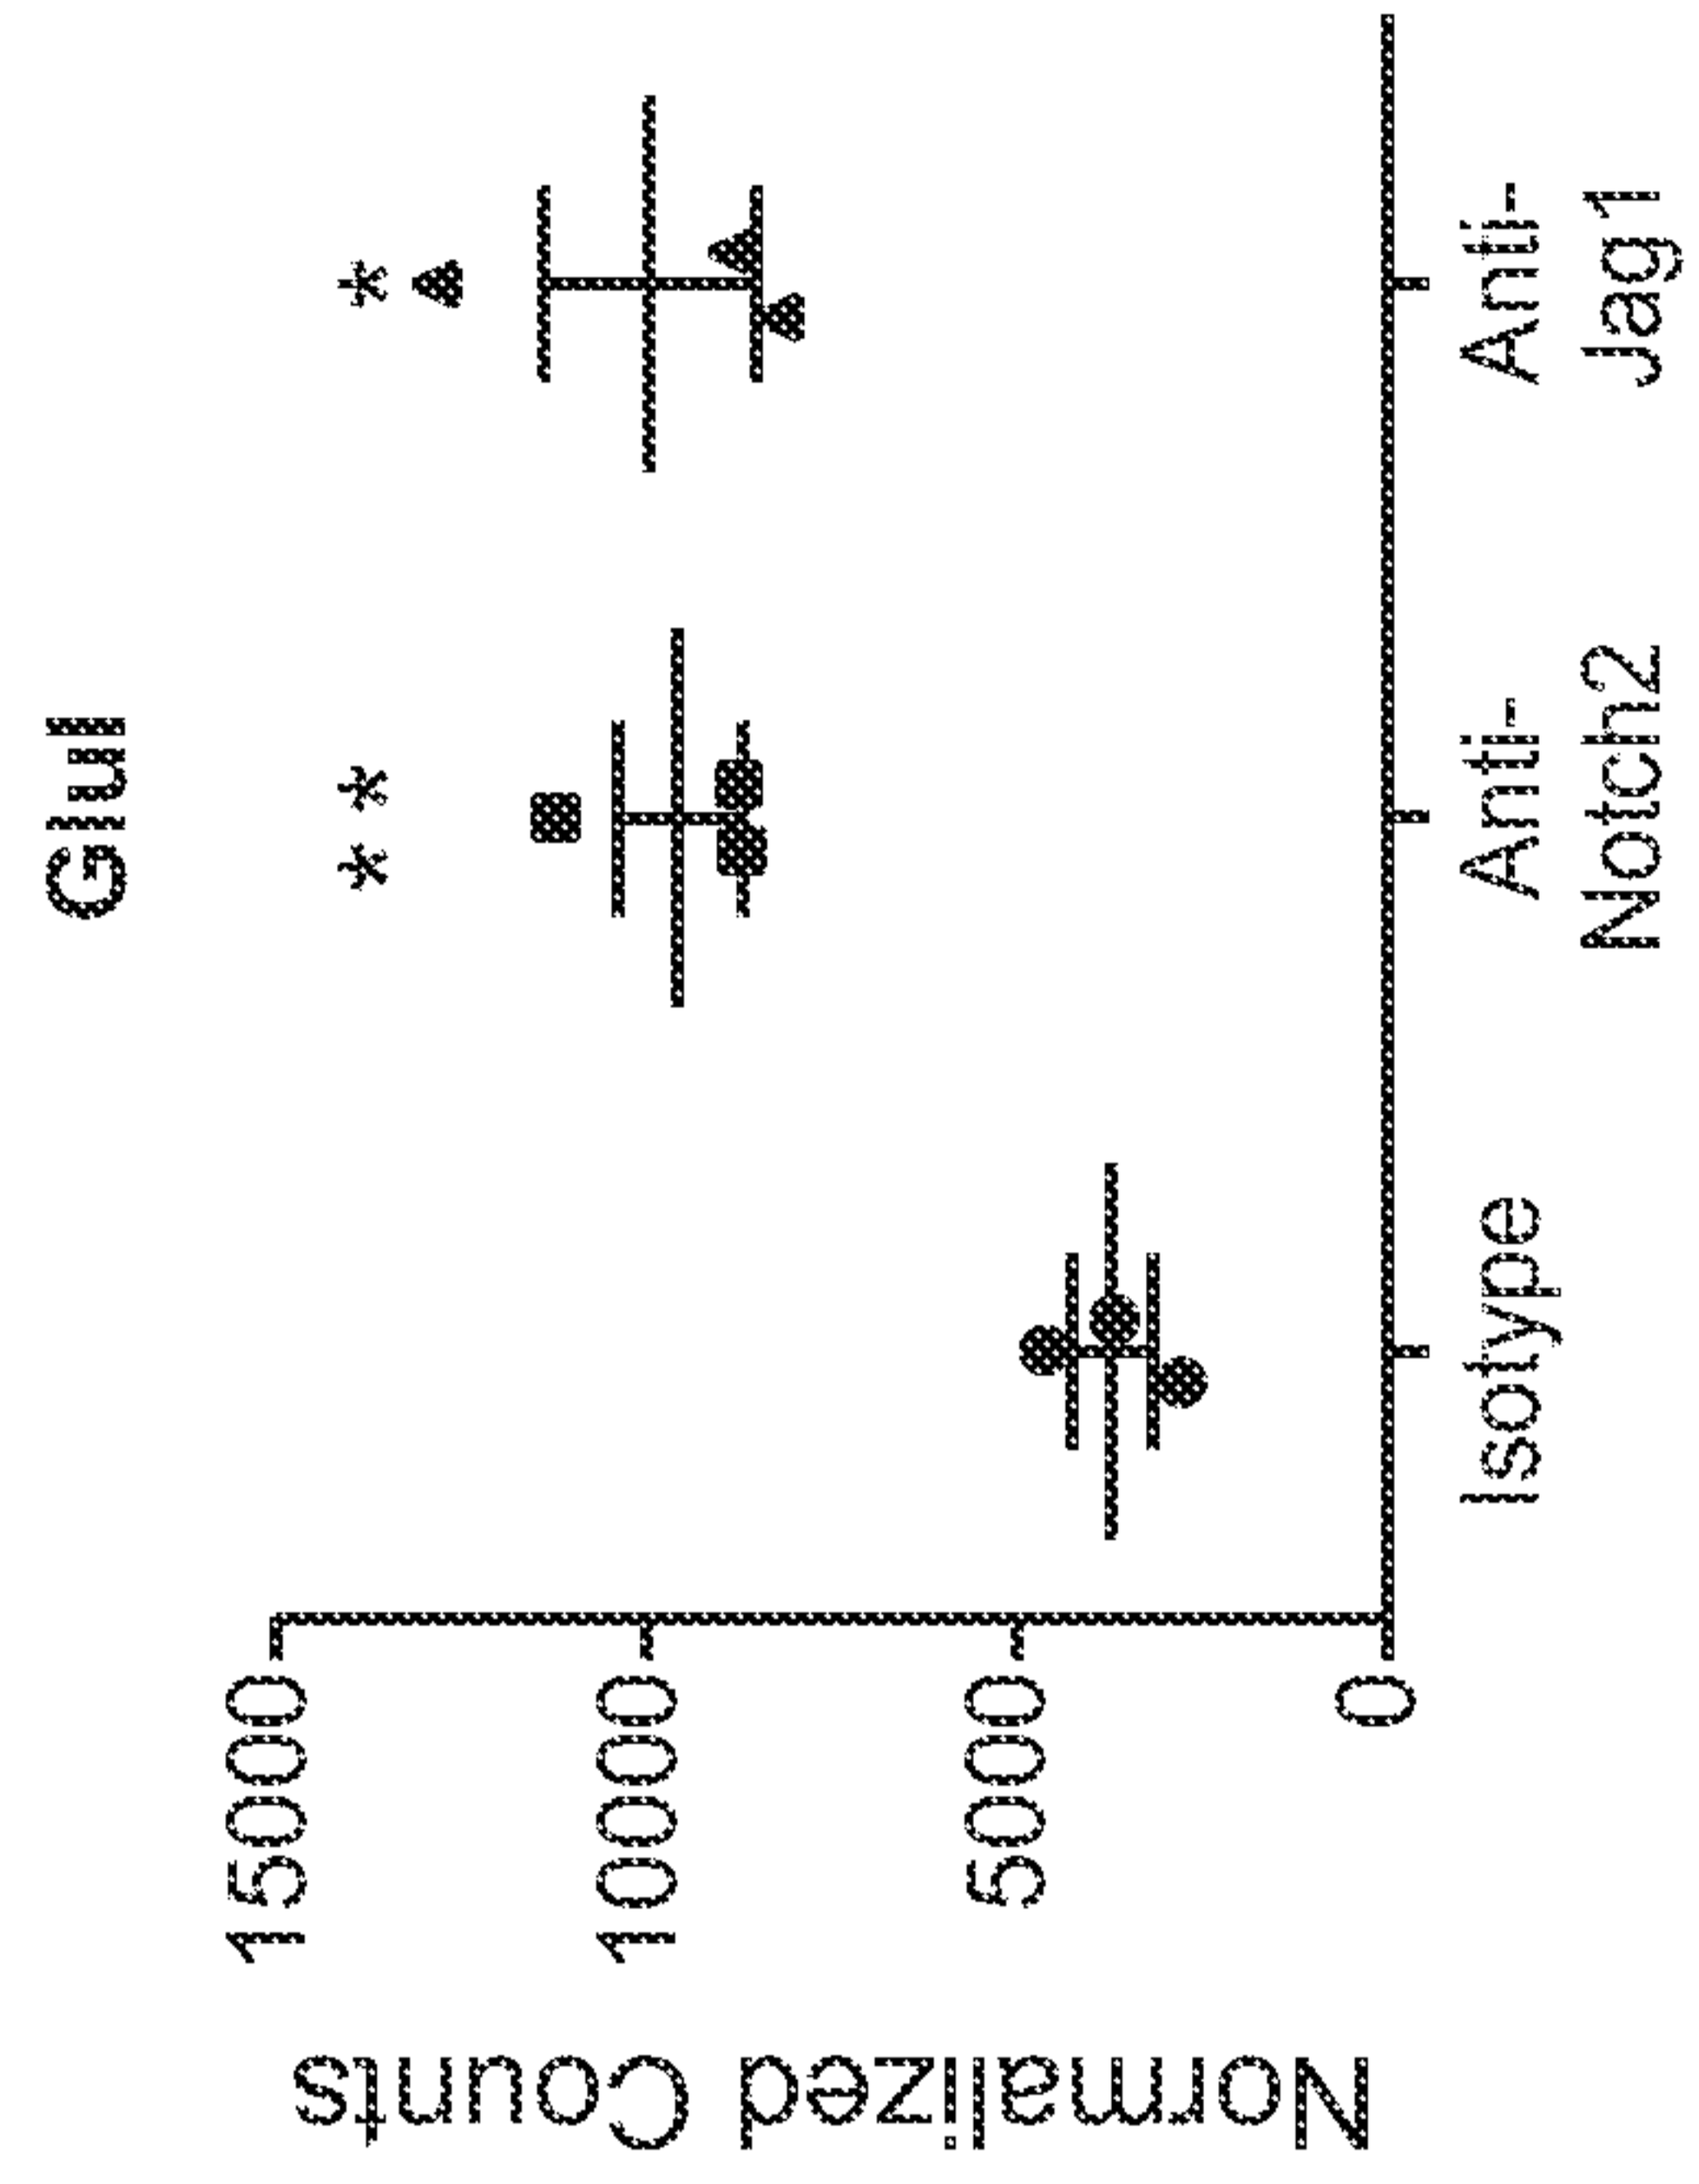 Glul
* *
*
Normalized Counts
15000
10000
5000
0
Isotype
Anti-
Notch2
Anti-
Jag1